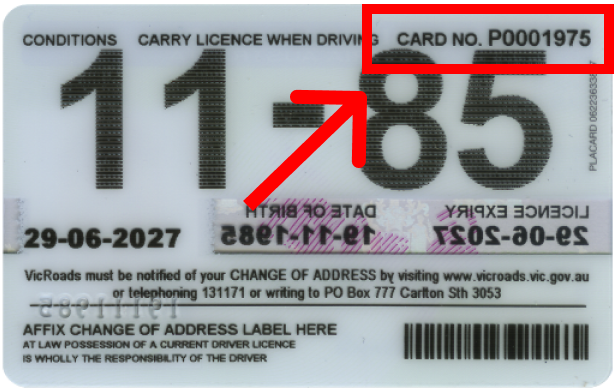 CONDITIONS CARRY LICENCE WHEN DRIVING CARD NO. P0001975
11-85
PLACARD
LICENCE EXPIRY DATE OF BIRTH
29-06-2027 29-06-2027 19-11-1985
VicRoads must be notified of your CHANGE OF ADDRESS by visiting www.vicroads.vic.gov.au
or telephoning 131171 or writing to PO Box 777 Carlton Sth 3053
19111985
AFFIX CHANGE OF ADDRESS LABEL HERE
AT LAW POSSESSION OF A CURRENT DRIVER LICENCE
IS WHOLLY THE RESPONSIBILITY OF THE DRIVER